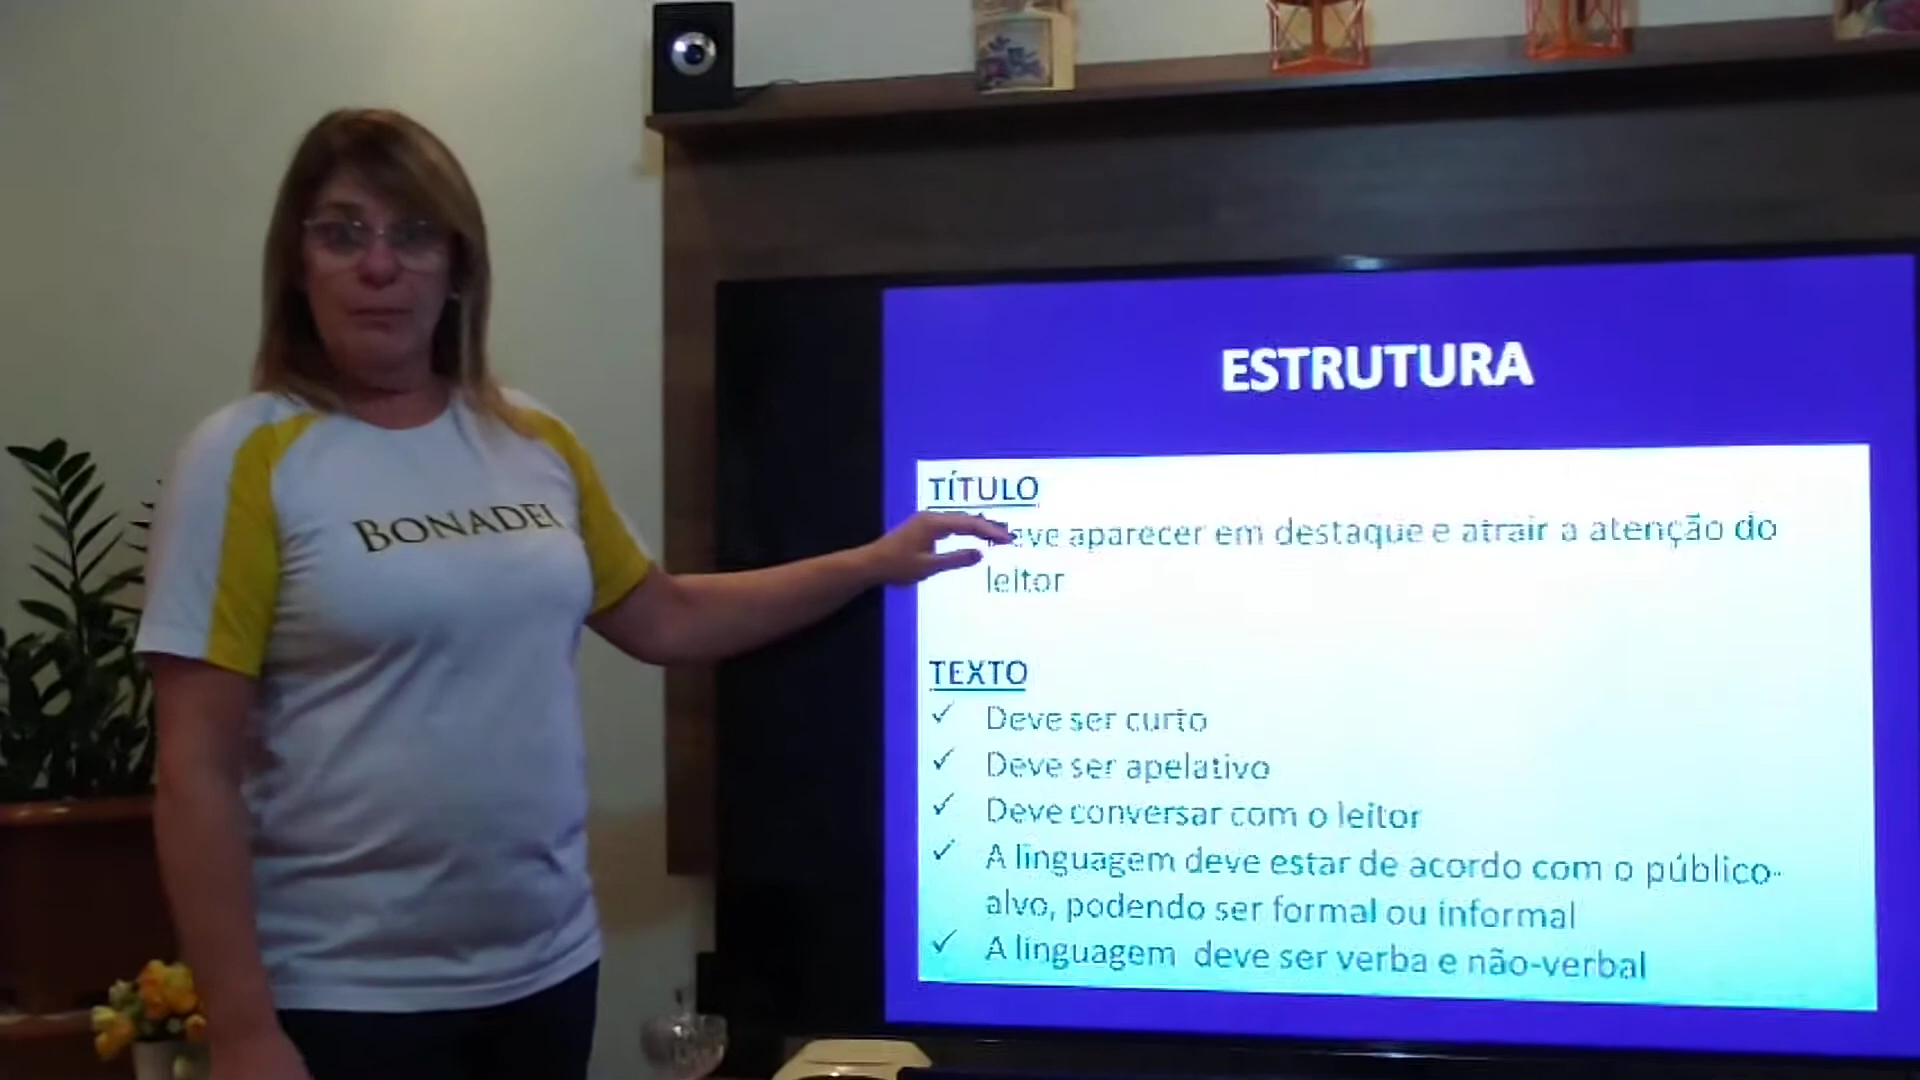 BONADEI
ESTRUTURA
TÍTULO
Deve aparecer em destaque e atrair a atenção do
leitor
TEXTO
✓ Deve ser curto
✓ Deve ser apelativo
✓ Deve conversar com o leitor
✓ A linguagem deve estar de acordo com o público-
alvo, podendo ser formal ou informal
✓ A linguagem deve ser verba e não-verbal